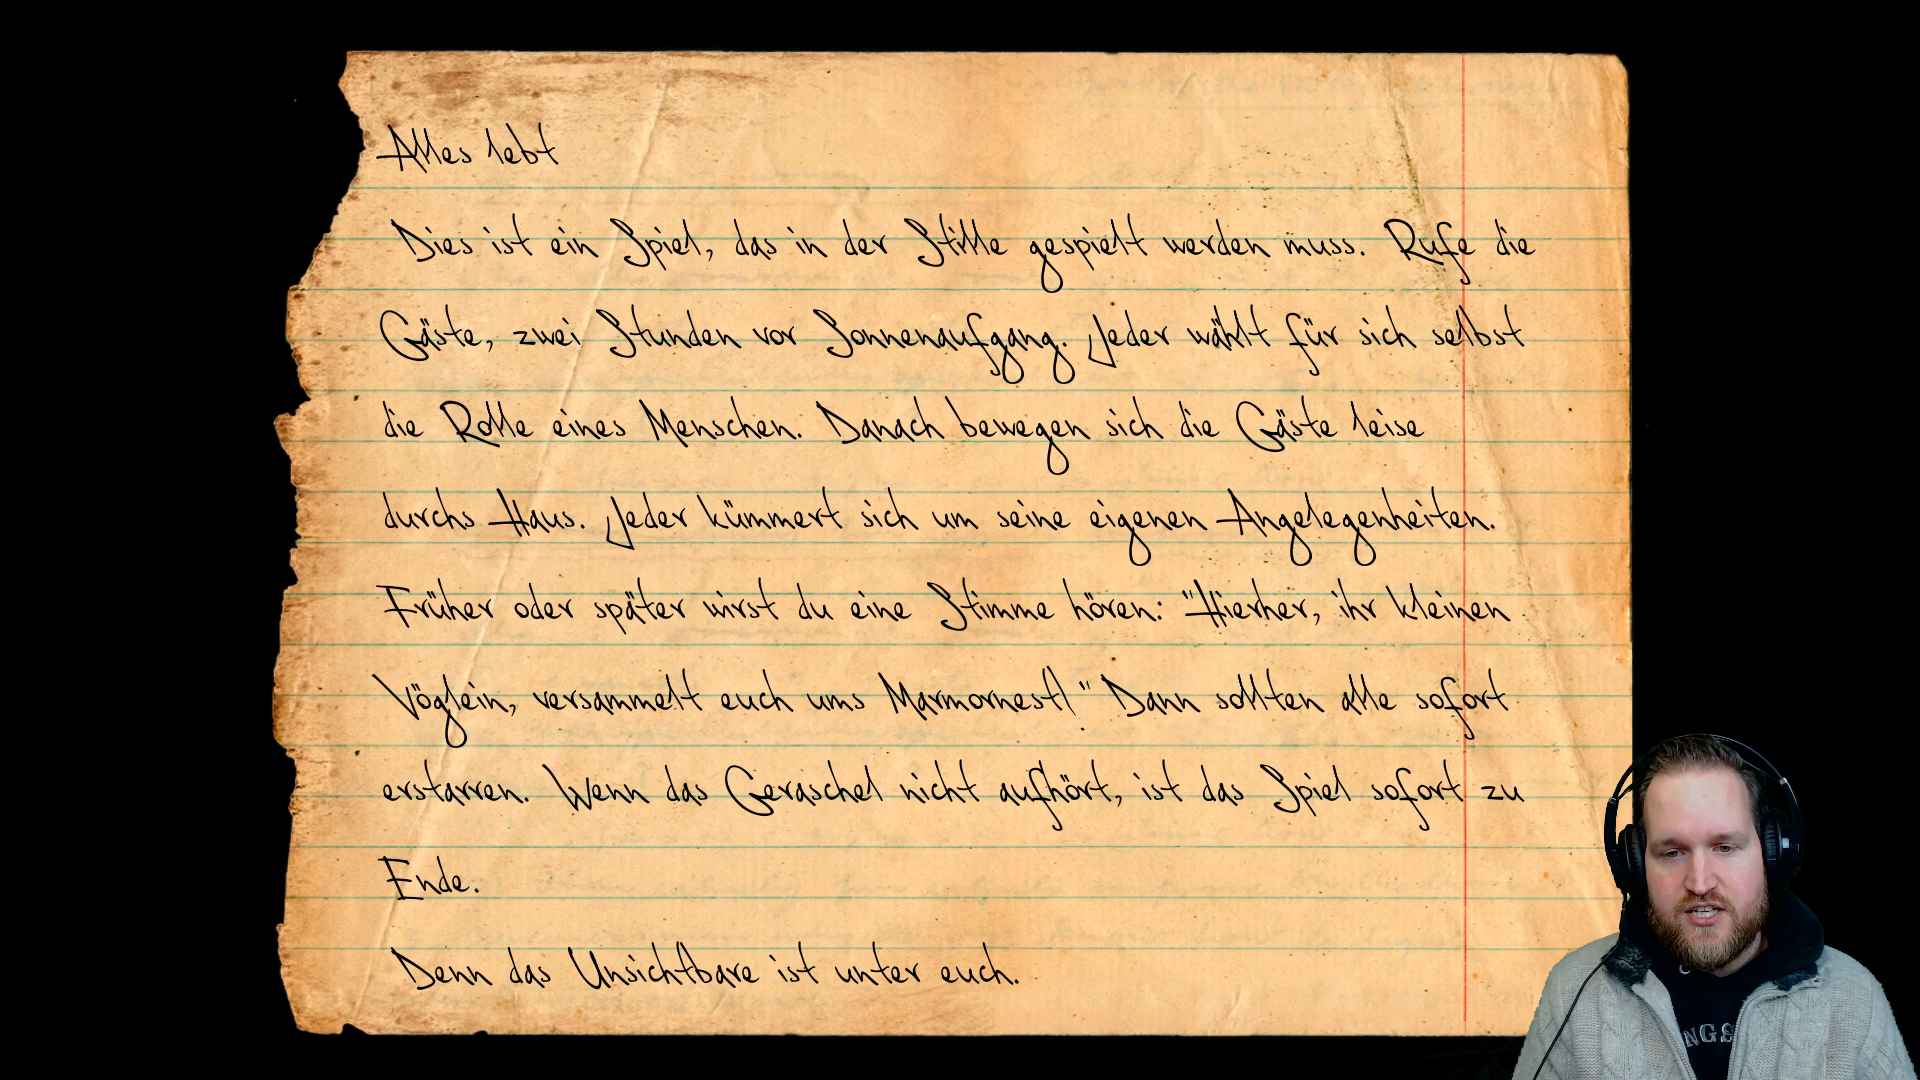 Alles lebt
Dies ist ein Spiel, das in der Stille gespielt werden muss. Rufe die
Gäste, zwei Stunden vor Sonnenaufgang. Jeder wählt für sich selbst
die Rolle eines Menschen. Danach bewegen sich die Gäste leise
durchs Haus. Jeder kümmert sich um seine eigenen Angelegenheiten.
Früher oder später wirst du eine Stimme hören: "Hierher, ihr kleinen
Vöglein, versammelt euch ums Marmornest!" Dann sollten alle sofort
erstarren. Wenn das Geraschel nicht aufhört, ist das Spiel sofort zu
Ende.
Denn das Unsichtbare ist unter euch.